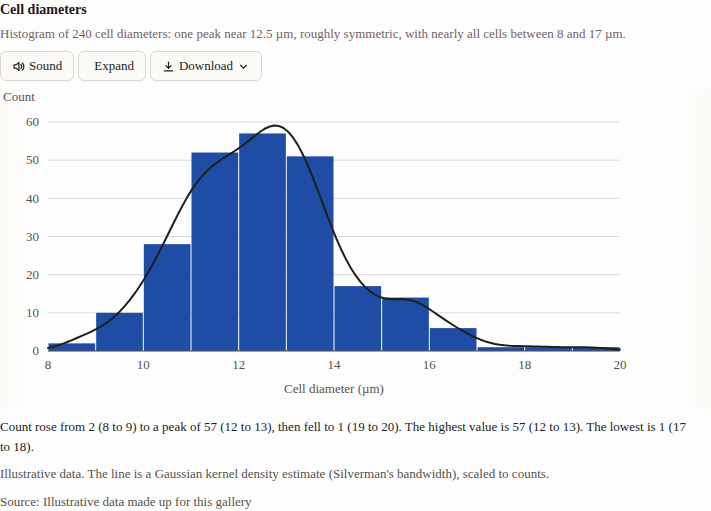 Cell diameters
Histogram of 240 cell diameters: one peak near 12.5 µm, roughly symmetric, with nearly all cells between 8 and 17 µm.
Sound Expand Download
Count
60
50
40
30
20
10
0
8 10 12 14 16 18 20
Cell diameter (µm)
Count rose from 2 (8 to 9) to a peak of 57 (12 to 13), then fell to 1 (19 to 20). The highest value is 57 (12 to 13). The lowest is 1 (17
to 18).
Illustrative data. The line is a Gaussian kernel density estimate (Silverman's bandwidth), scaled to counts.
Source: Illustrative data made up for this gallery